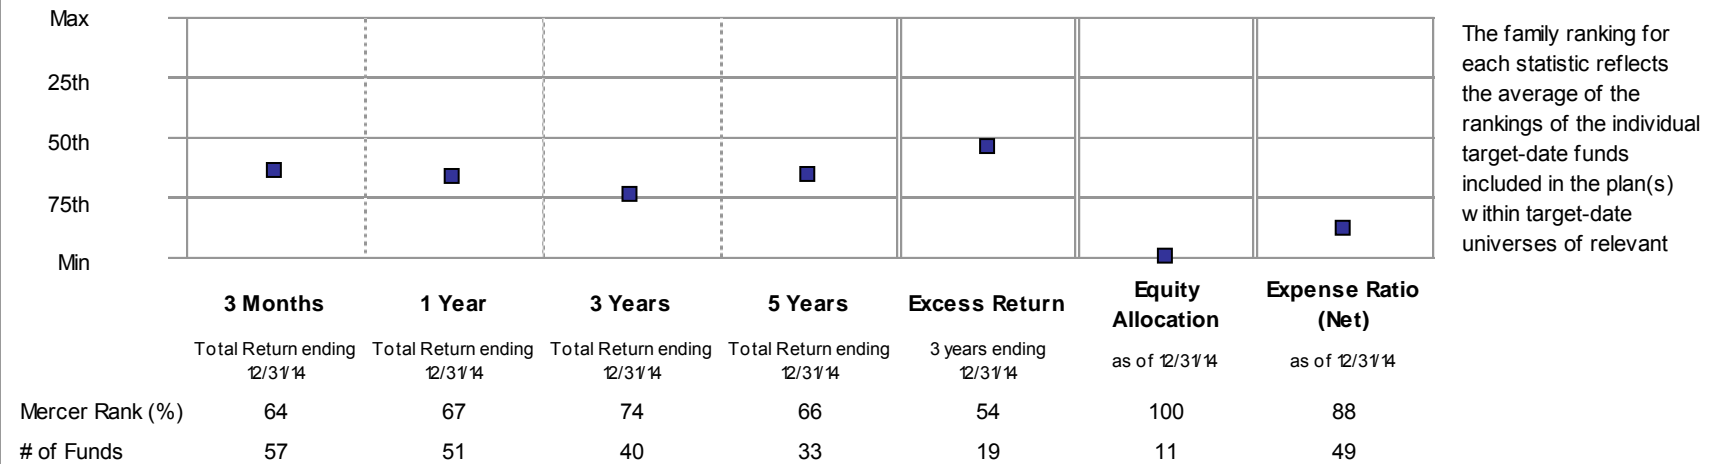 Max
25th
50th
75th
Min
The family ranking for
each statistic reflects
the average of the
rankings of the individual
target-date funds
included in the plan(s)
within target-date
universes of relevant
3 Months 1 Year 3 Years 5 Years Excess Return Equity Allocation Expense Ratio (Net)
Total Return ending 12/31/14 Total Return ending 12/31/14 Total Return ending 12/31/14 Total Return ending 12/31/14 3 years ending 12/31/14 as of 12/31/14 as of 12/31/14
Mercer Rank (%) 64 67 74 66 54 100 88
# of Funds 57 51 40 33 19 11 49